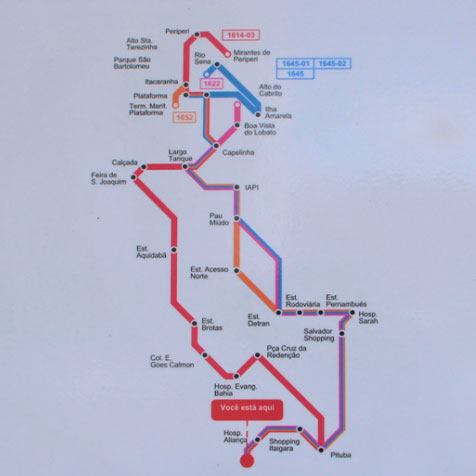 Periperi
1614-03
Alto Sta.
Terezinha
Rio
Sena
Mirantes de
Periperi
Parque São
Bartolomeu
1645-01
1645-02
1645
Itacaranha
1622
Alto do
Cabrito
Plataforma
Term. Marít.
Plataforma
Ilha
Amarela
1652
Boa Vista
do Lobato
Largo
Tanque
Capelinha
Calçada
Feira de
S. Joaquim
IAPI
Pau
Miúdo
Est.
Aquidabã
Est. Acesso
Norte
Est.
Rodoviária
Est.
Pernambués
Est.
Detran
Hosp.
Sarah
Est.
Brotas
Salvador
Shopping
Col. E.
Goes Calmon
Pça Cruz da
Redenção
Hosp. Evang.
Bahia
Você está aqui
Hosp.
Aliança
Shopping
Itaigara
Pituba